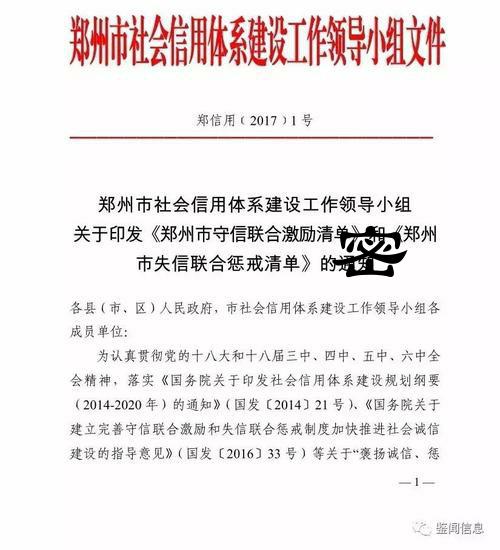 郑州市社会信用体系建设工作领导小组文件
郑信用〔2017〕1号
郑州市社会信用体系建设工作领导小组
关于印发《郑州市守信联合激励清单》和《郑州
市失信联合惩戒清单》的通知
密
各县（市、区）人民政府，市社会信用体系建设工作领导小组各
成员单位：
为认真贯彻党的十八大和十八届三中、四中、五中、六中全
会精神，落实《国务院关于印发社会信用体系建设规划纲要
（2014-2020年）的通知》（国发〔2014〕21号）、《国务院关于
建立完善守信联合激励和失信联合惩戒制度加快推进社会诚信
建设的指导意见》（国发〔2016〕33号）等关于“褒扬诚信、惩
—1—
鉴闻信息